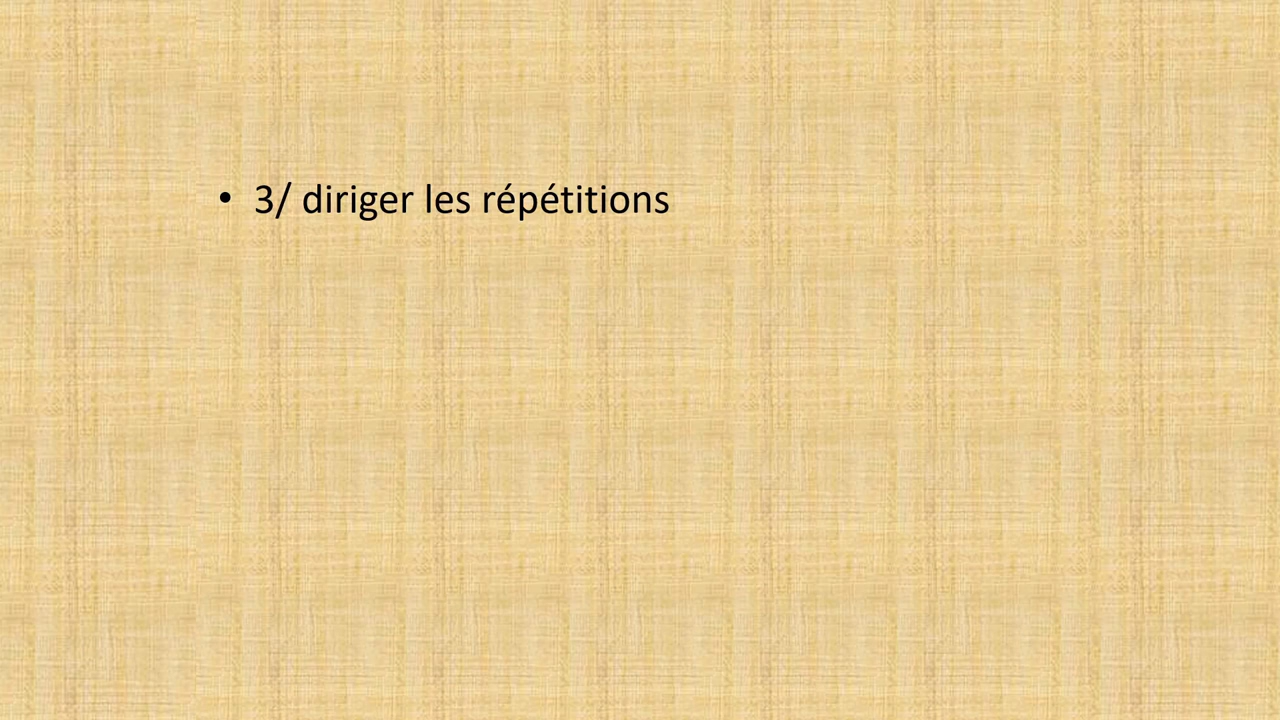 • 3/ diriger les répétitions